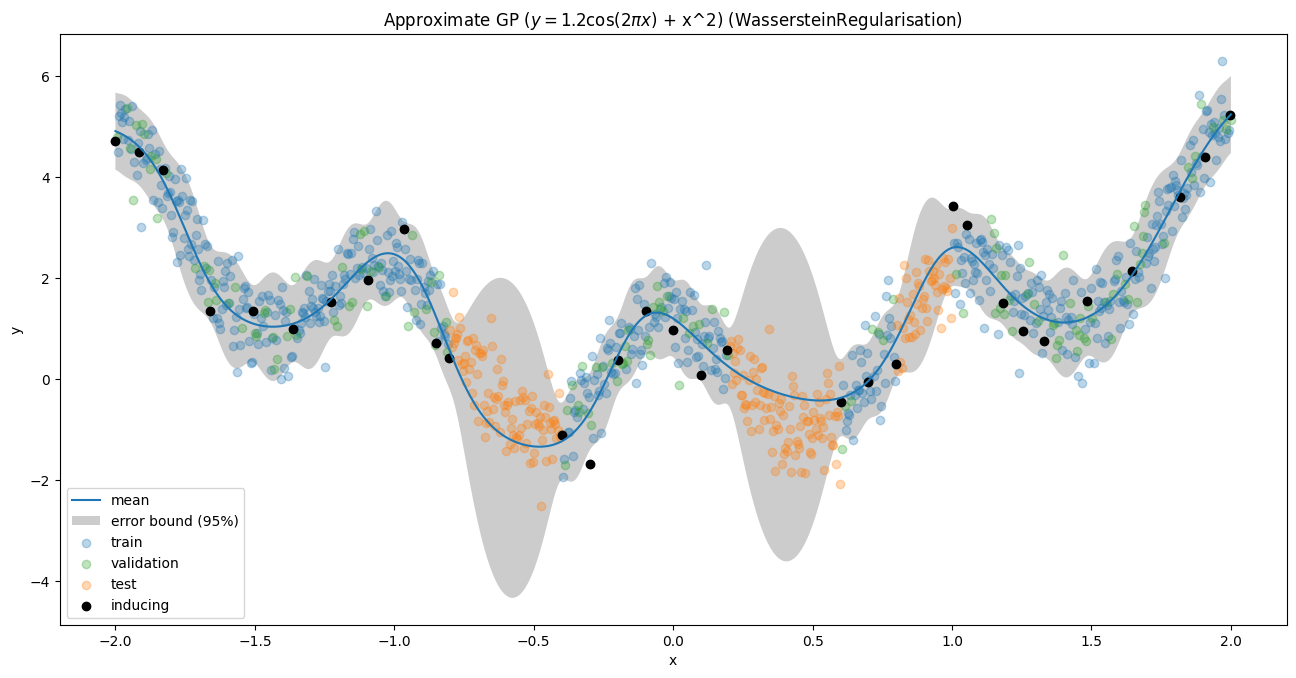 Approximate GP (y = 1.2cos(2πx) + x^2) (WassersteinRegularisation)
y
6
4
2
0
−2
−4
mean
error bound (95%)
train
validation
test
inducing
−2.0 −1.5 −1.0 −0.5 0.0 0.5 1.0 1.5 2.0
x